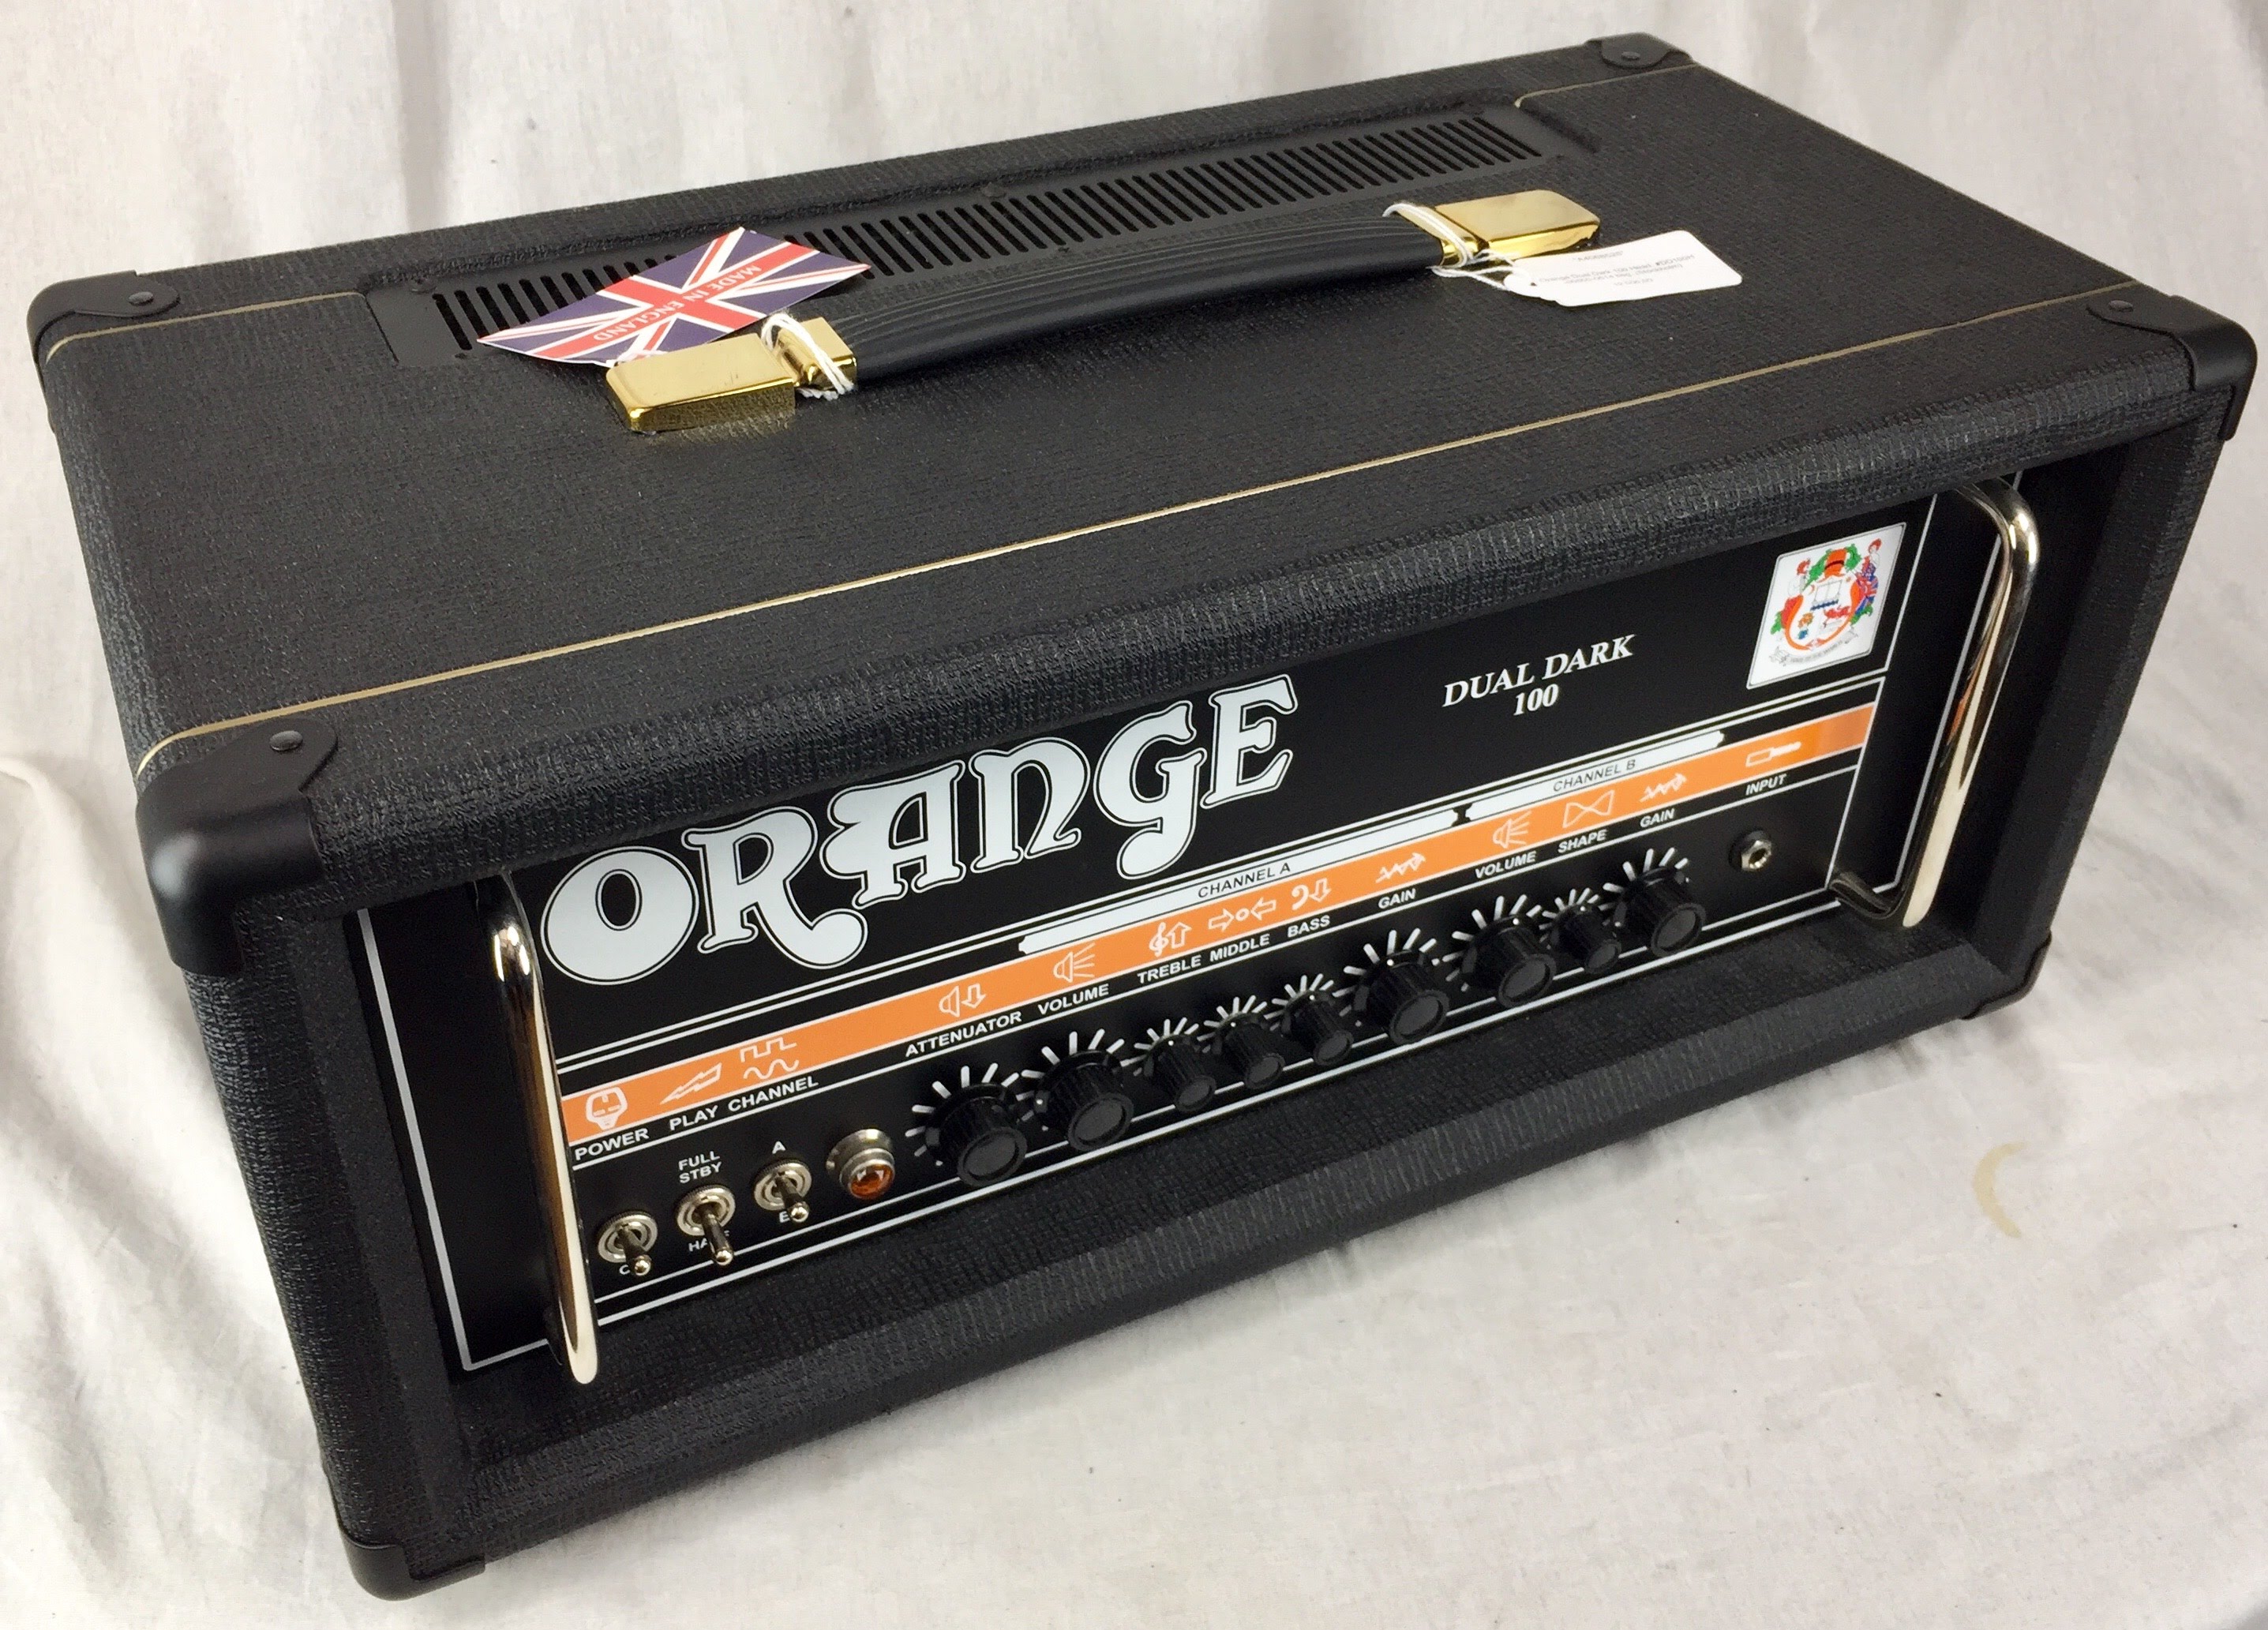 MADE IN ENGLAND
ORANGE
DUAL DARK
100
CHANNEL A
CHANNEL B
POWER
PLAY
CHANNEL
ATTENUATOR
VOLUME
TREBLE
MIDDLE
BASS
GAIN
VOLUME
SHAPE
GAIN
INPUT
FULL
STBY
A